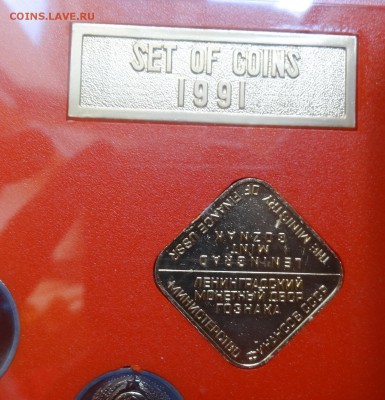 COINS.LAVE.RU
SET OF COINS
1991
THE MINISTRY OF FINANCE USSR
LENINGRAD
MINT
GOZNAK
ЛЕНИНГРАДСКИЙ
МОНЕТНЫЙ ДВОР
ГОЗНАКА
МИНИСТЕРСТВО ФИНАНСОВ СССР